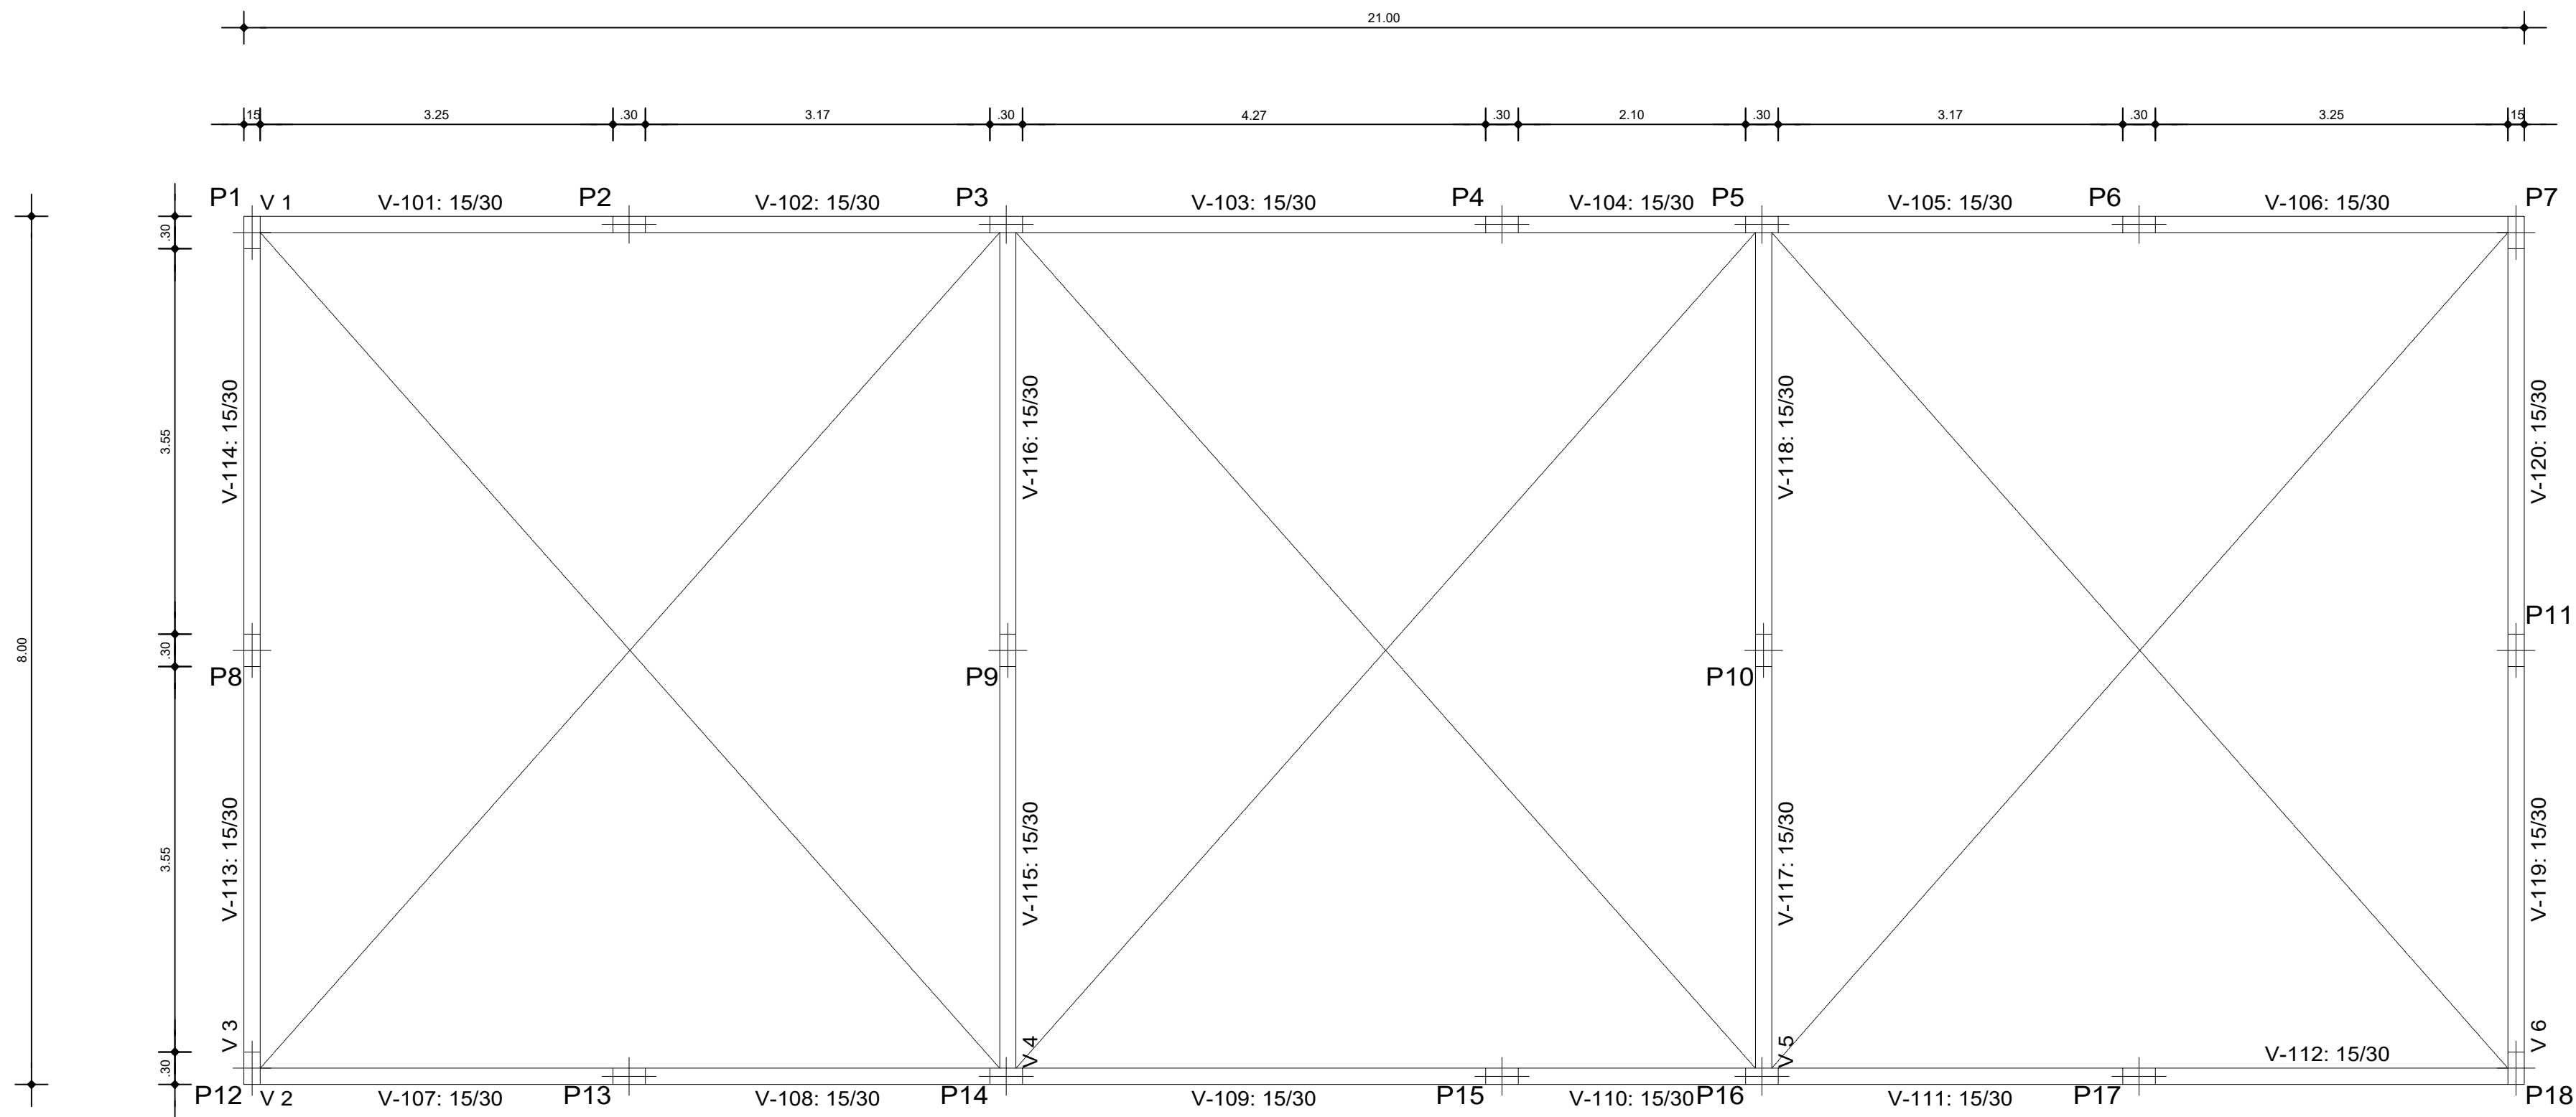 21.00
15 3.25 .30 3.17 .30 4.27 .30 2.10 .30 3.17 .30 3.25 15
P1 V 1 V-101: 15/30 P2 V-102: 15/30 P3 V-103: 15/30 P4 V-104: 15/30 P5 V-105: 15/30 P6 V-106: 15/30 P7
.30
3.55
V-114: 15/30
V-116: 15/30
V-118: 15/30
V-120: 15/30
8.00
.30
P11
P8 P9 P10
3.55
V-113: 15/30
V-115: 15/30
V-117: 15/30
V-119: 15/30
V 3
V 4
V 5
V 6
V-112: 15/30
.30
P12 V 2 V-107: 15/30 P13 V-108: 15/30 P14 V-109: 15/30 P15 V-110: 15/30 P16 V-111: 15/30 P17 P18